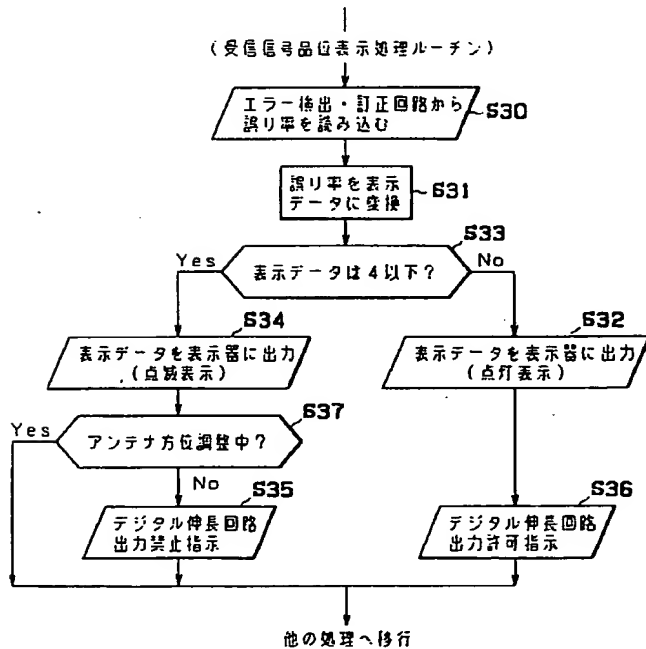 (受信信号品位表示処理ルーチン)
エラー検出・訂正回路から
誤り率を読み込む
S30
誤り率を表示
データに変換
S31
S33
表示データは4以下?
Yes
No
S34
表示データを表示器に出力
(点滅表示)
S32
表示データを表示器に出力
(点灯表示)
S37
アンテナ方位調整中?
Yes
No
S35
デジタル伸長回路
出力禁止指示
S36
デジタル伸長回路
出力許可指示
他の処理へ移行